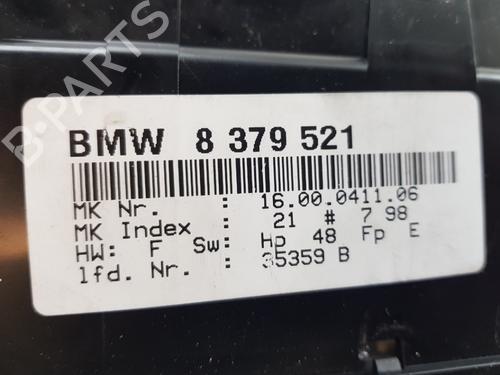 B-PARTS
BMW 8 379 521
MK Nr. : 16.00.0411.06
MK Index : 21 # 7 98
HW: F Sw: Hp 48 Fp E
lfd. Nr. : 35359 B